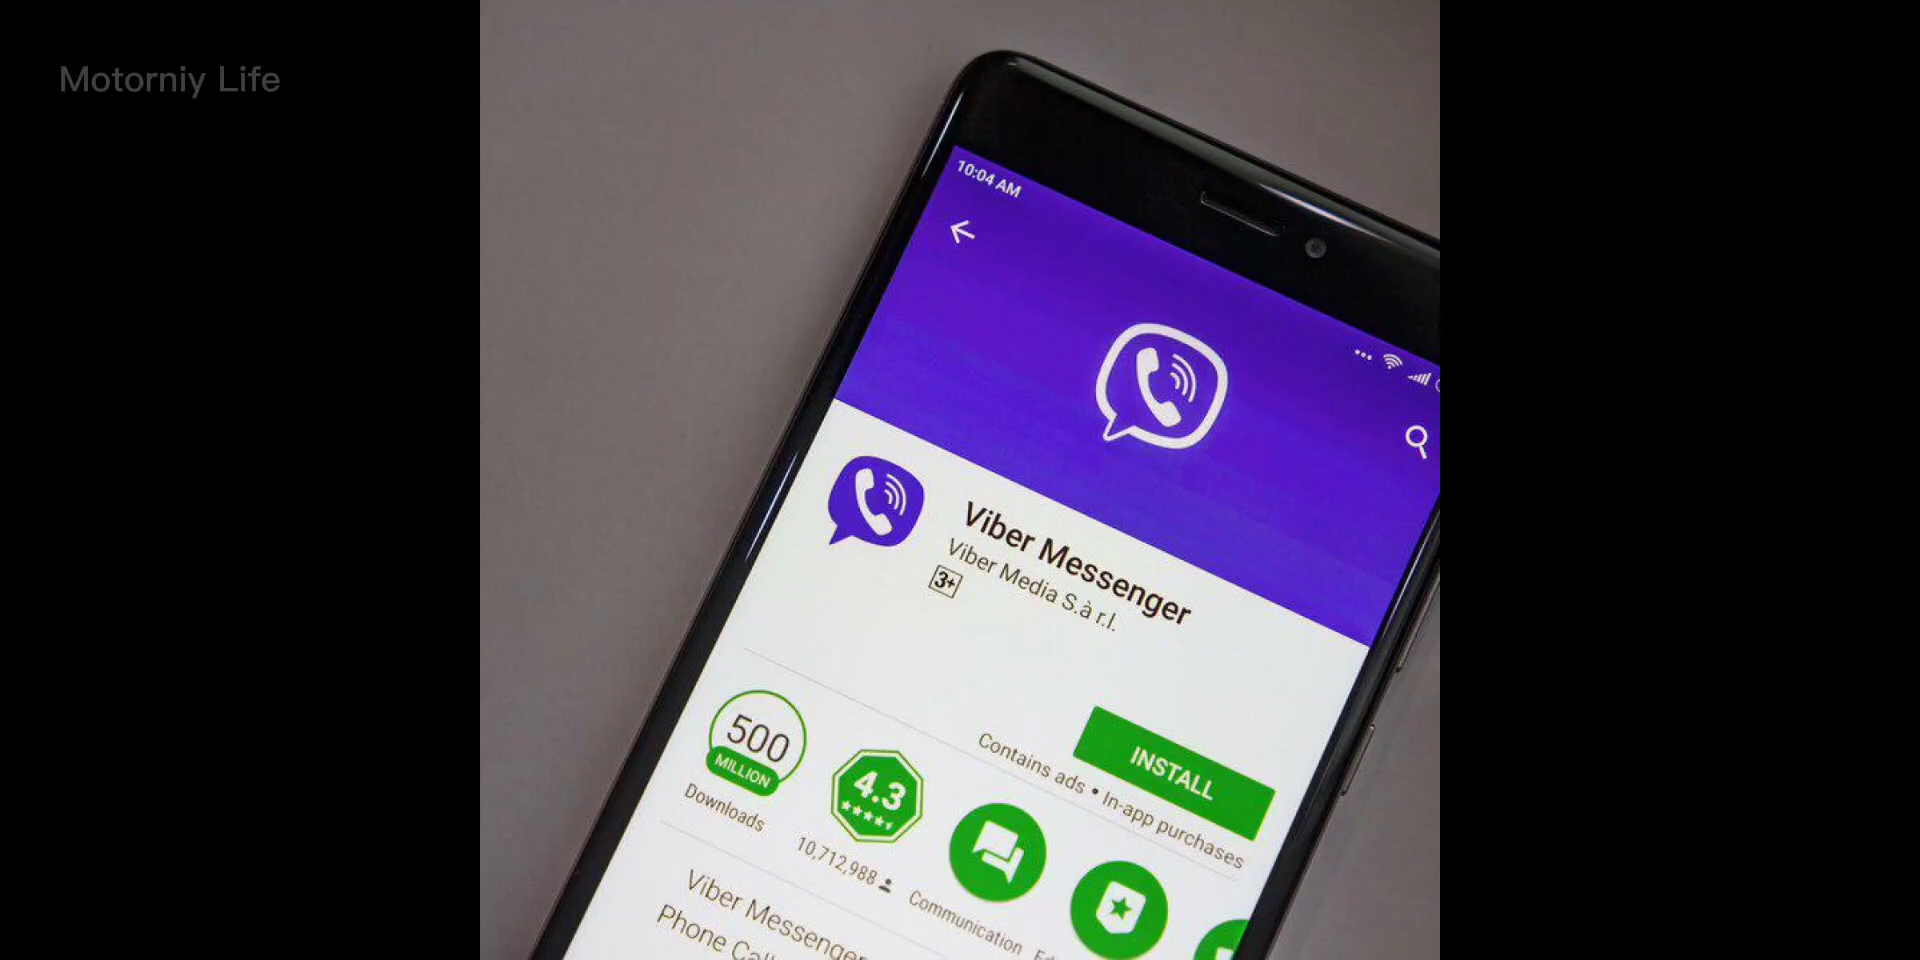 Motorniy Life
10:04 AM
Viber Messenger
Viber Media S.à r.l.
3+
INSTALL
Contains ads • In-app purchases
500
MILLION
Downloads
4.3
10,712,988
Communication
Viber Messenger
Phone